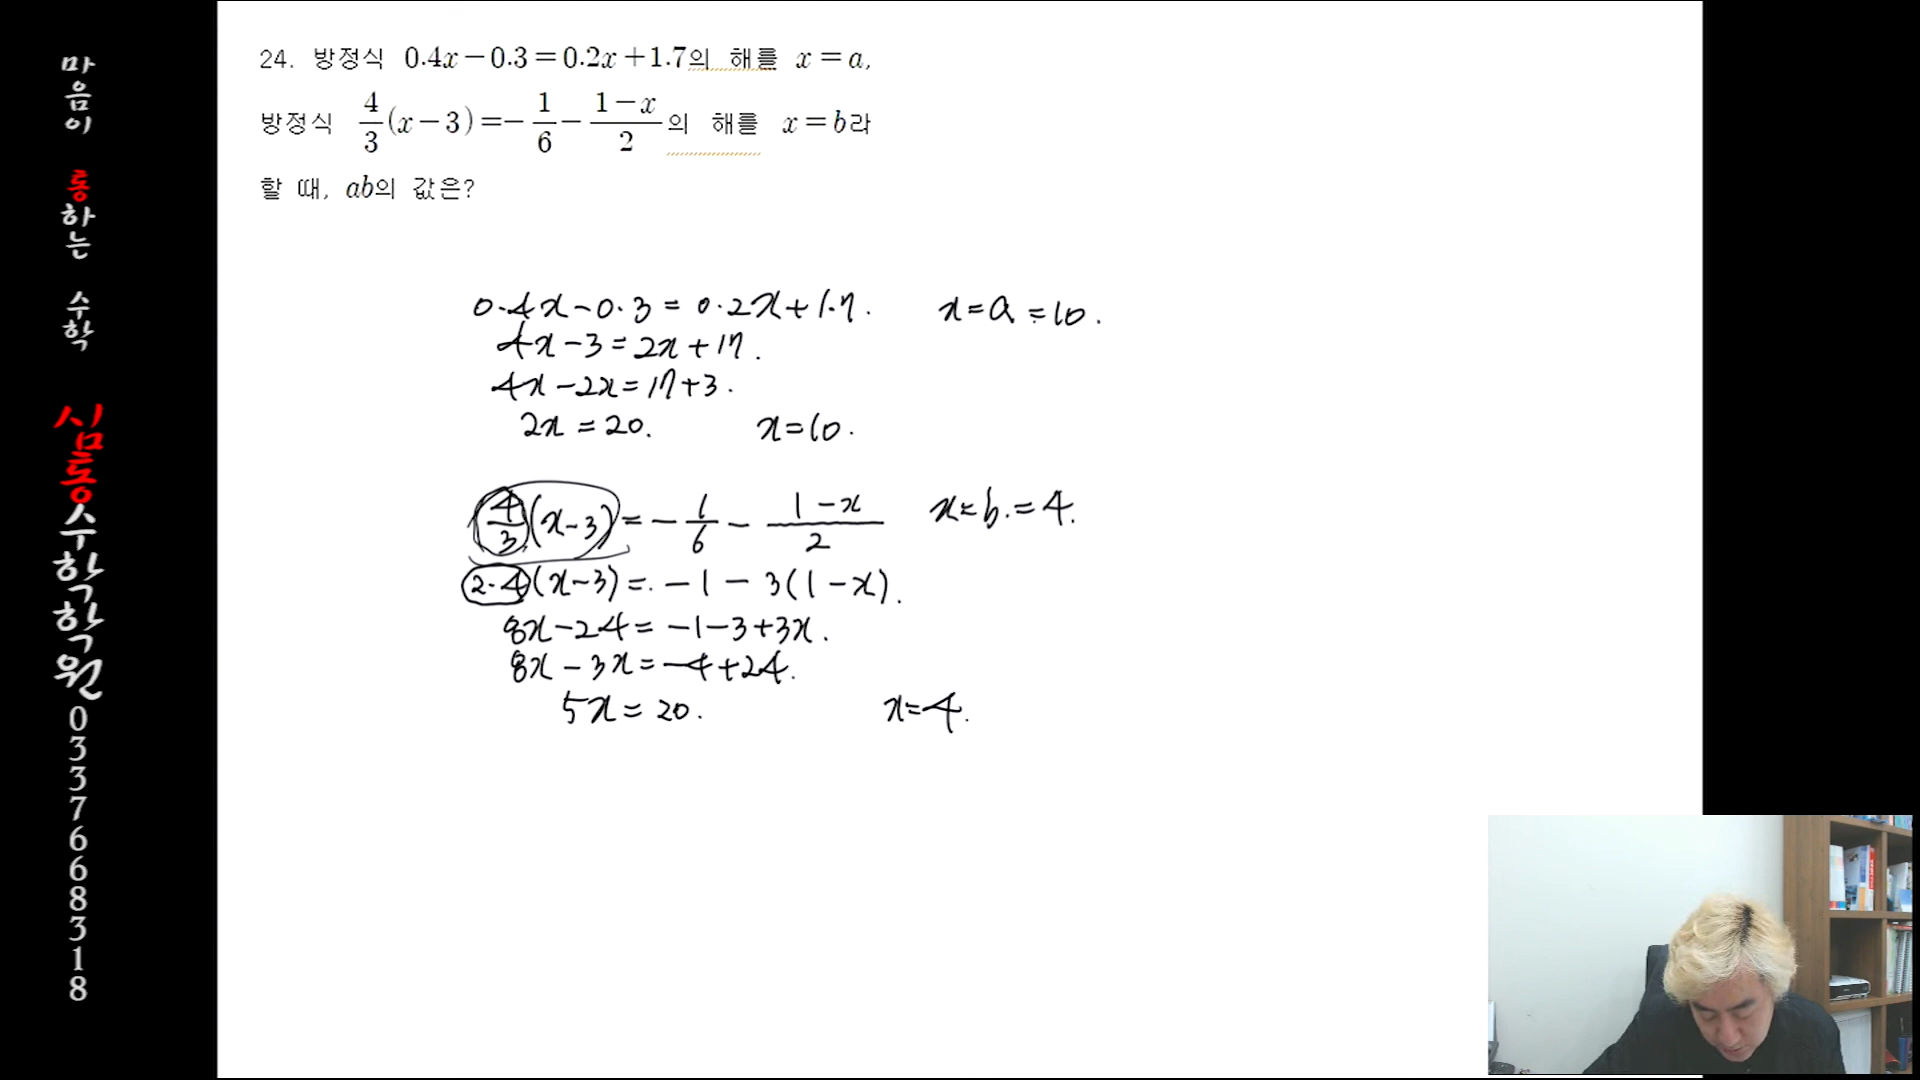 마음이 통하는 수학
심통수학학원
0337668318
24. 방정식 0.4x－0.3＝0.2x＋1.7의 해를 x＝a,
방정식 4/3(x－3)＝－1/6－(1－x)/2의 해를 x＝b라
할 때, ab의 값은?
0.4x-0.3=0.2x+1.7. x=a=10.
4x-3=2x+17.
4x-2x=17+3.
2x=20. x=10.
4/3(x-3)=-1/6-(1-x)/2 x=b.=4.
2·4(x-3)=-1-3(1-x).
8x-24=-1-3+3x.
8x-3x=-4+24.
5x=20. x=4.